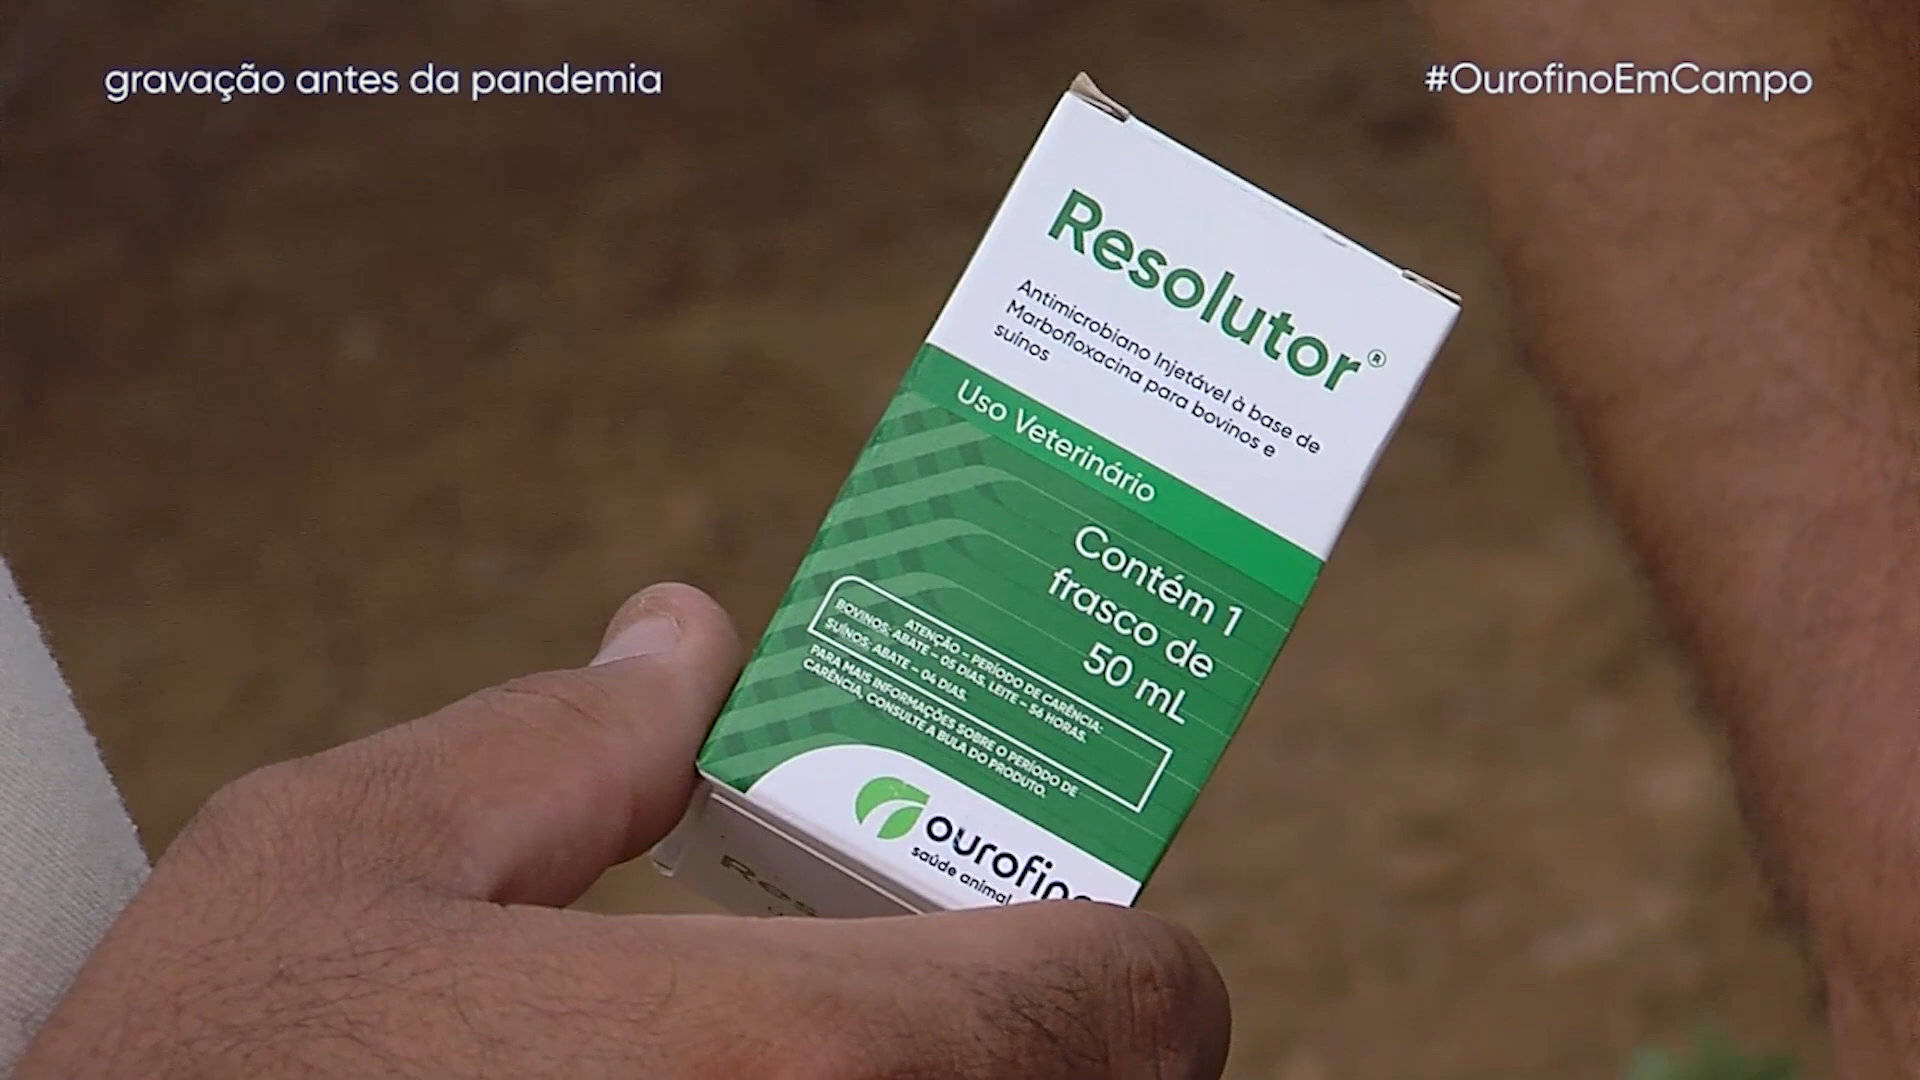 gravação antes da pandemia
#OurofinoEmCampo
Resolutor®
Antimicrobiano Injetável à base de
Marbofloxacina para bovinos e
suínos
Uso Veterinário
Contém 1
frasco de
50 mL
ATENÇÃO – PERÍODO DE CARÊNCIA:
BOVINOS: ABATE – 05 DIAS. LEITE – 56 HORAS.
SUÍNOS: ABATE – 04 DIAS.
PARA MAIS INFORMAÇÕES SOBRE O PERÍODO DE
CARÊNCIA, CONSULTE A BULA DO PRODUTO.
ourofino
saúde animal
Res